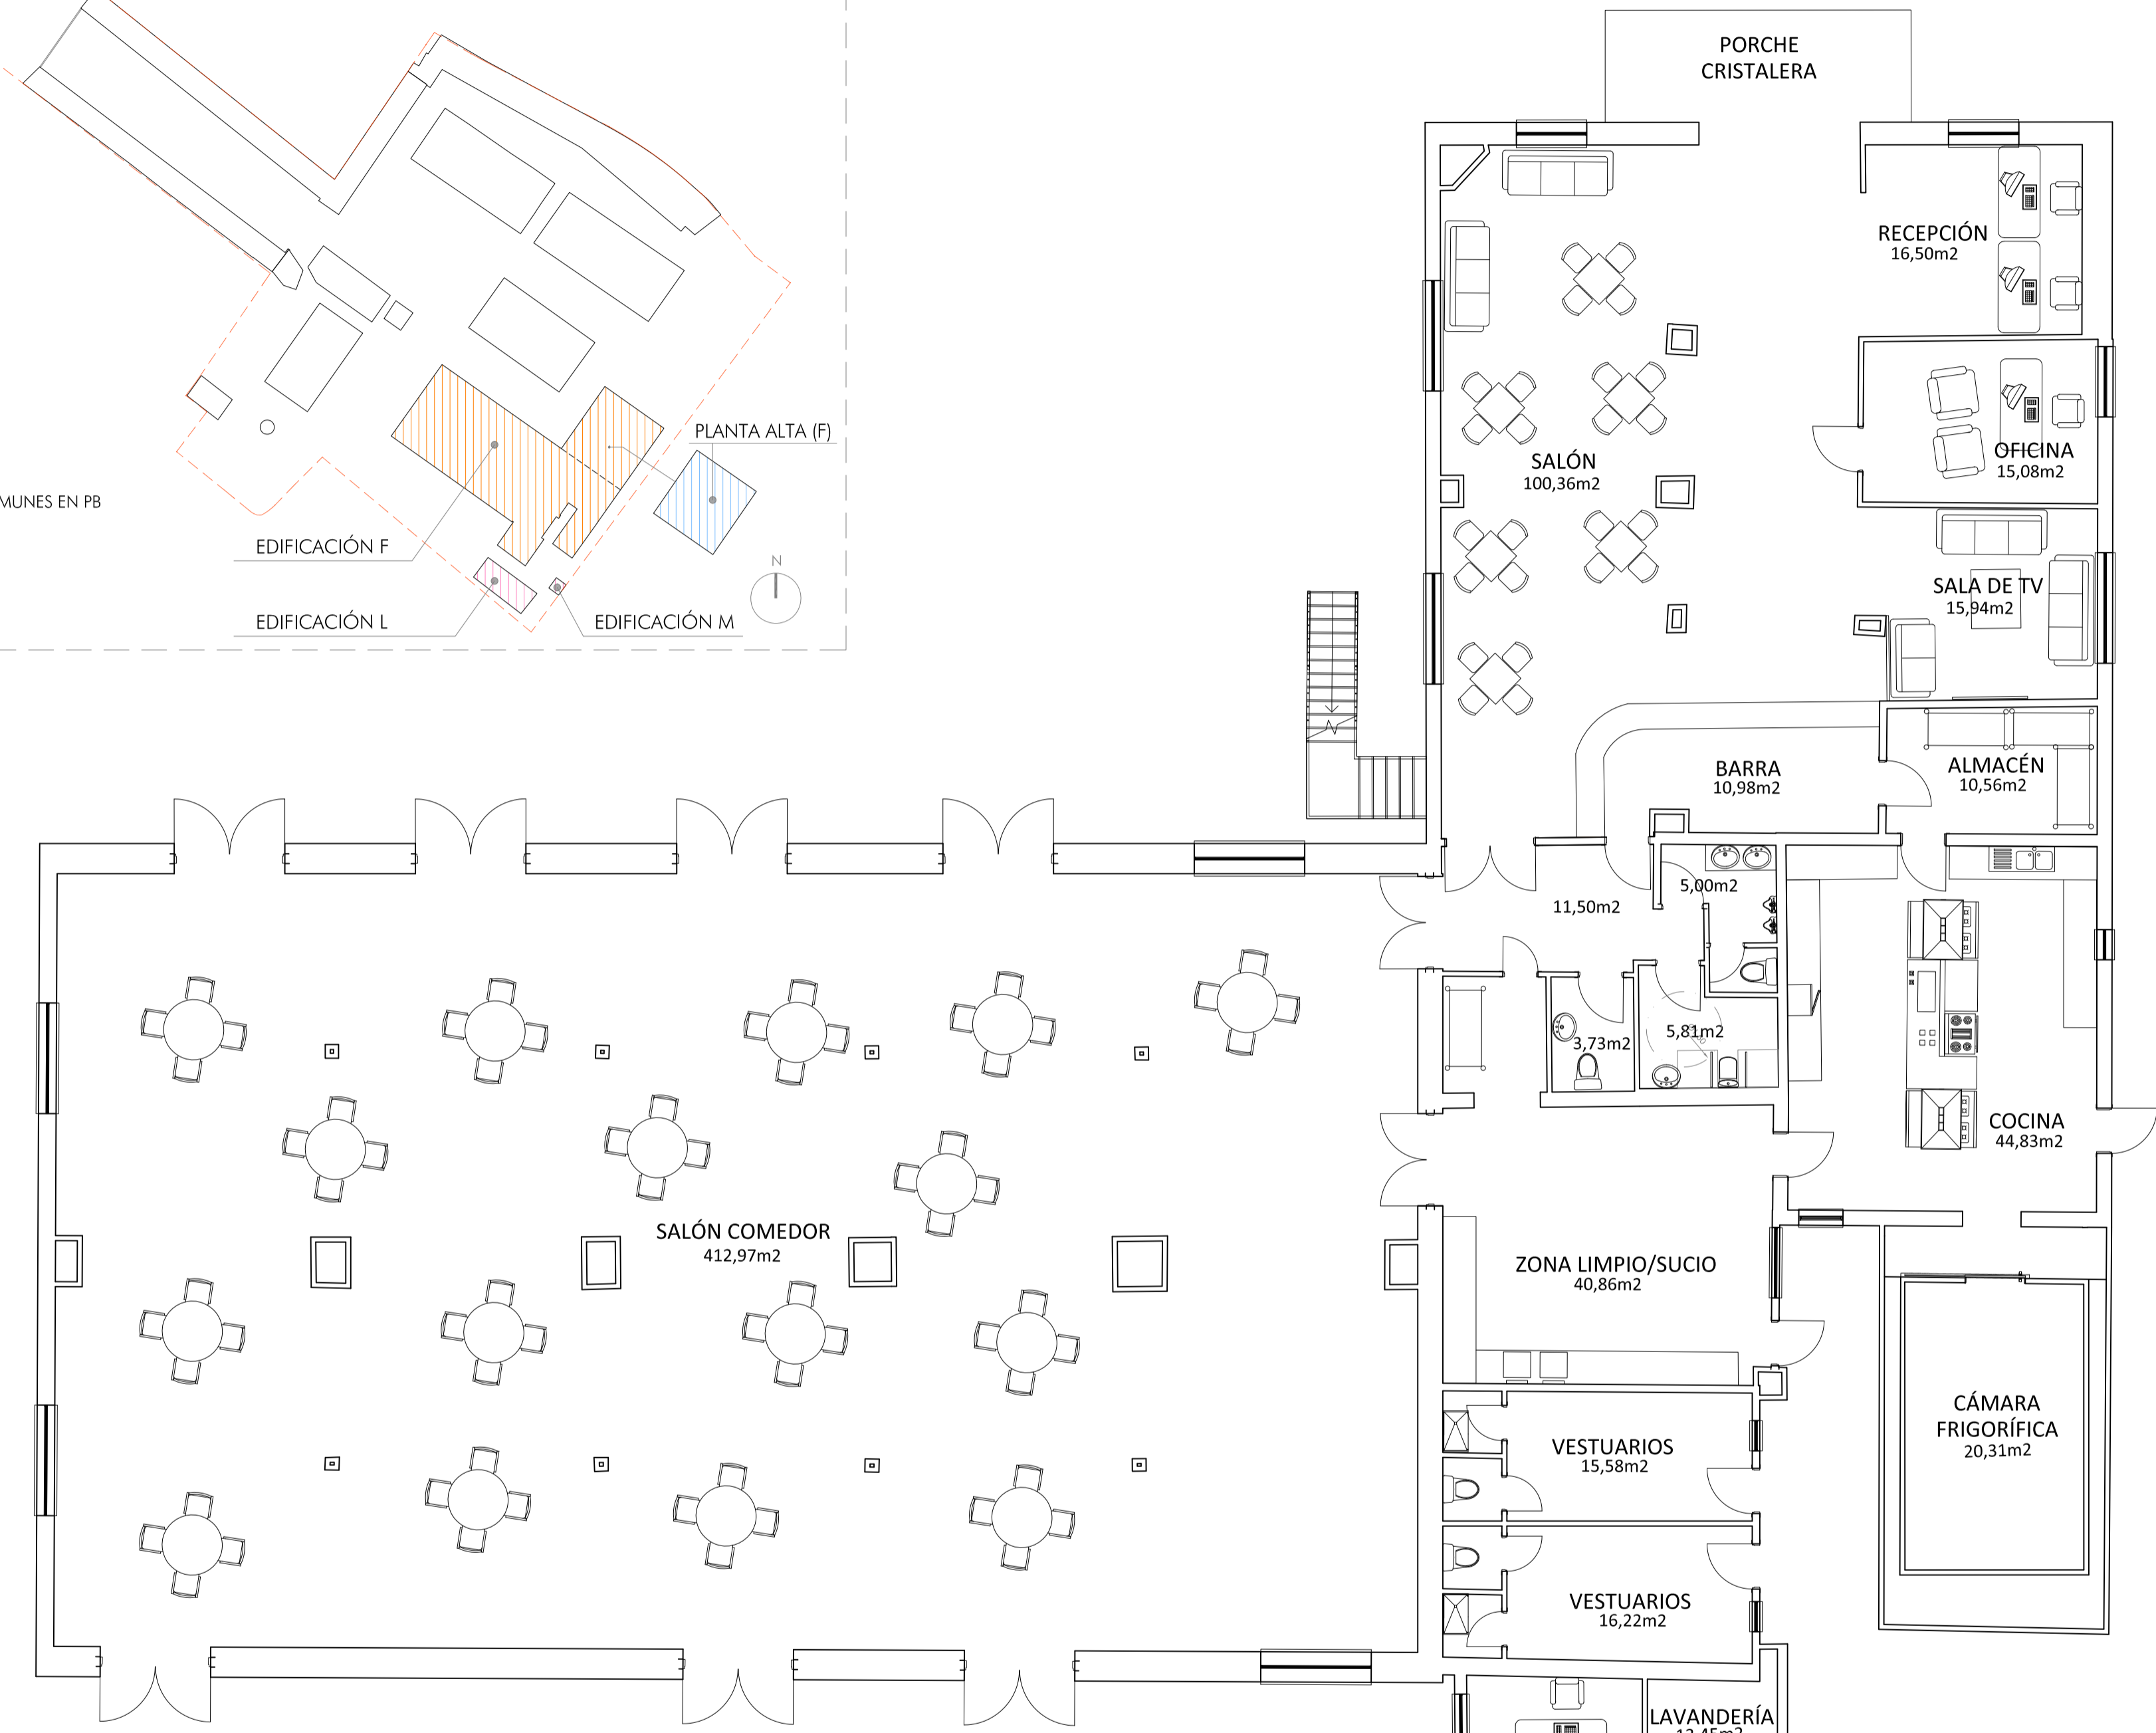 PORCHE
CRISTALERA
RECEPCIÓN
16,50m2
PLANTA ALTA (F)
OFICINA
15,08m2
SALÓN
100,36m2
MUNES EN PB
EDIFICACIÓN F
N
SALA DE TV
15,94m2
EDIFICACIÓN L
EDIFICACIÓN M
BARRA
10,98m2
ALMACÉN
10,56m2
5,00m2
11,50m2
5,81m2
3,73m2
COCINA
44,83m2
SALÓN COMEDOR
412,97m2
ZONA LIMPIO/SUCIO
40,86m2
CÁMARA
FRIGORÍFICA
20,31m2
VESTUARIOS
15,58m2
VESTUARIOS
16,22m2
LAVANDERÍA